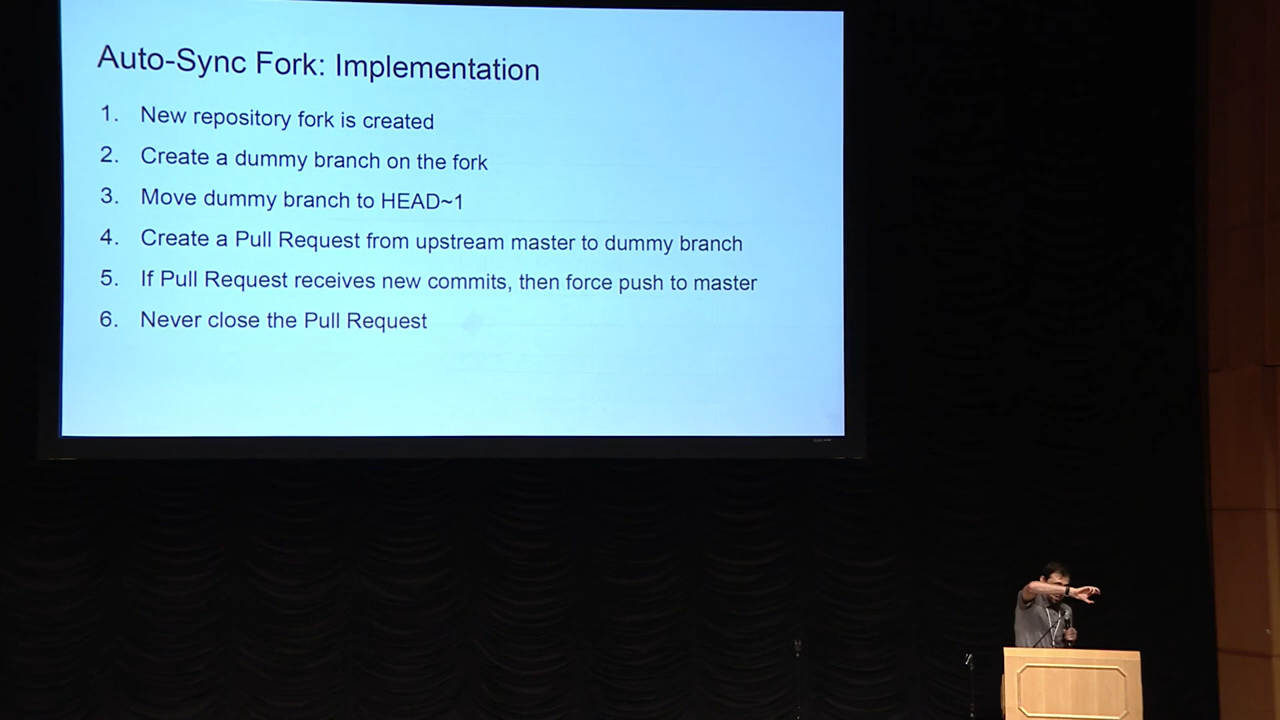 Auto-Sync Fork: Implementation
1. New repository fork is created
2. Create a dummy branch on the fork
3. Move dummy branch to HEAD~1
4. Create a Pull Request from upstream master to dummy branch
5. If Pull Request receives new commits, then force push to master
6. Never close the Pull Request